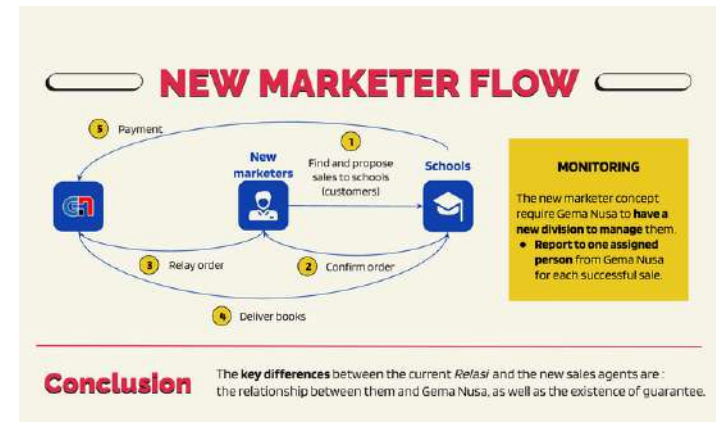 NEW MARKETER FLOW
5 Payment
1
New
marketers
Find and propose
sales to schools
(customers)
Schools
GN
3 Relay order
2 Confirm order
4 Deliver books
MONITORING
The new marketer concept
require Gema Nusa to have a
new division to manage them.
• Report to one assigned
person from Gema Nusa
for each successful sale.
Conclusion
The key differences between the current Relasi and the new sales agents are :
the relationship between them and Gema Nusa, as well as the existence of guarantee.